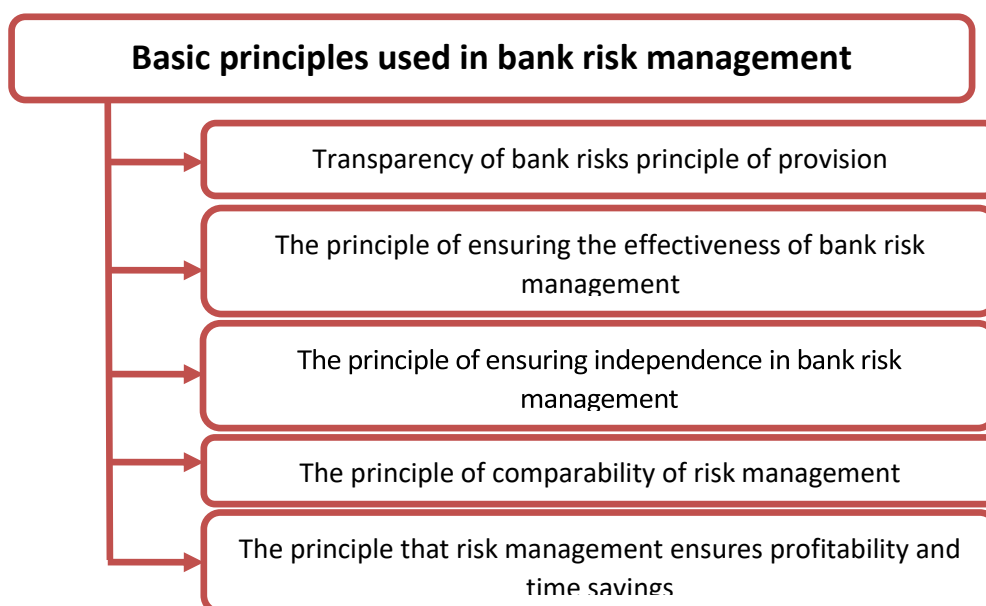 Basic principles used in bank risk management
Transparency of bank risks principle of provision
The principle of ensuring the effectiveness of bank risk
management
The principle of ensuring independence in bank risk
management
The principle of comparability of risk management
The principle that risk management ensures profitability and
time savings